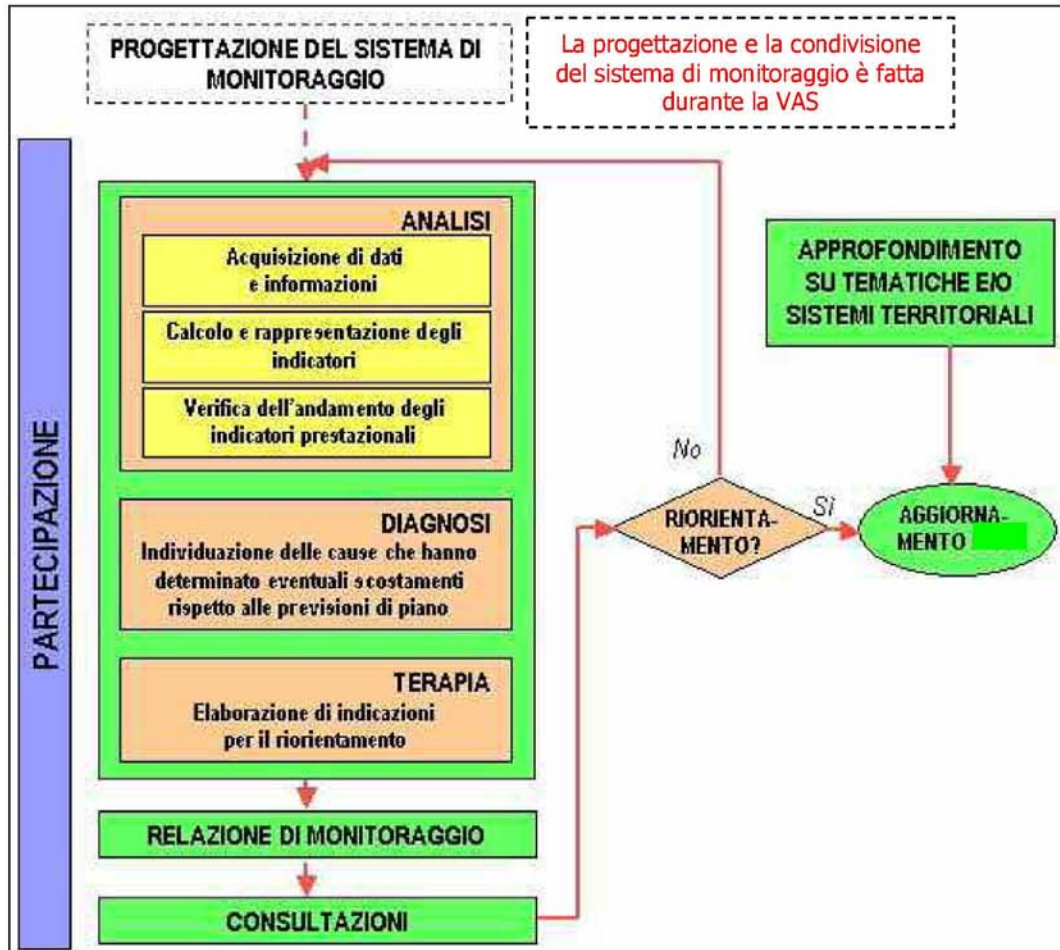 PROGETTAZIONE DEL SISTEMA DI
MONITORAGGIO
La progettazione e la condivisione
del sistema di monitoraggio è fatta
durante la VAS
PARTECIPAZIONE
ANALISI
Acquisizione di dati
e informazioni
Calcolo e rappresentazione degli
indicatori
Verifica dell'andamento degli
indicatori prestazionali
DIAGNOSI
Individuazione delle cause che hanno
determinato eventuali scostamenti
rispetto alle previsioni di piano
TERAPIA
Elaborazione di indicazioni
per il riorientamento
RELAZIONE DI MONITORAGGIO
CONSULTAZIONI
APPROFONDIMENTO
SU TEMATICHE E/O
SISTEMI TERRITORIALI
No
RIORIENTA-
MENTO?
Sì
AGGIORNA-
MENTO